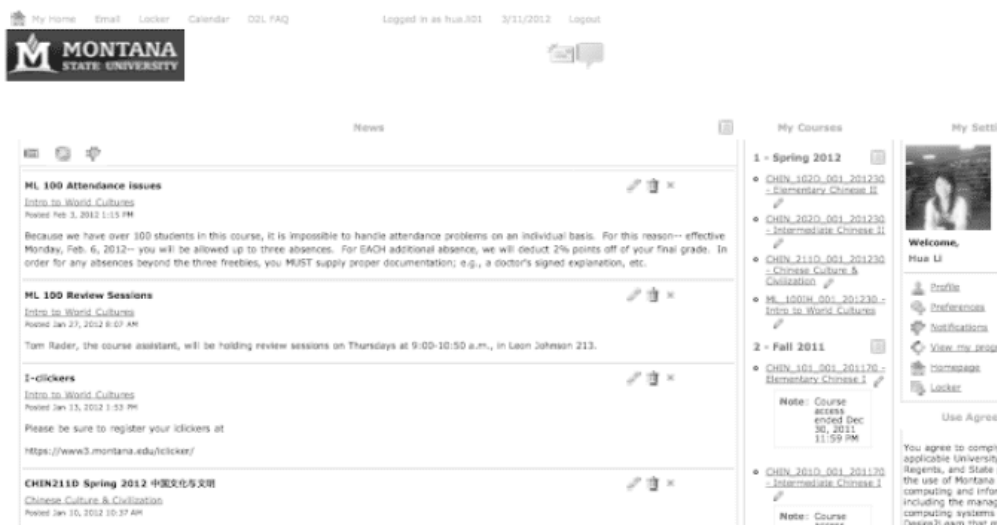 My Home Email Locker Calendar D2L FAQ Logged in as hua.li01 3/11/2012 Logout
MONTANA
STATE UNIVERSITY
News
ML 100 Attendance issues
Intro to World Cultures
Posted Feb 3, 2012 1:15 PM
Because we have over 100 students in this course, it is impossible to handle attendance problems on an individual basis. For this reason-- effective
Monday, Feb. 6, 2012-- you will be allowed up to three absences. For EACH additional absence, we will deduct 2% points off of your final grade. In
order for any absences beyond the three freebies, you MUST supply proper documentation; e.g., a doctor's signed explanation, etc.
ML 100 Review Sessions
Intro to World Cultures
Posted Jan 27, 2012 8:07 AM
Tom Rader, the course assistant, will be holding review sessions on Thursdays at 9:00-10:50 a.m., in Leon Johnson 213.
I-clickers
Intro to World Cultures
Posted Jan 13, 2012 1:53 PM
Please be sure to register your iclickers at
https://www3.montana.edu/iclicker/
CHIN211D Spring 2012 中国文化与文明
Chinese Culture & Civilization
Posted Jan 10, 2012 10:37 AM
My Courses
1 - Spring 2012
CHIN_102D_001_201230
- Elementary Chinese II
CHIN_202D_001_201230
- Intermediate Chinese II
CHIN_211D_001_201230
- Chinese Culture &
Civilization
ML_100IH_001_201230 -
Intro to World Cultures
2 - Fall 2011
CHIN_101_001_201170 -
Elementary Chinese I
Note: Course
access
ended Dec
30, 2011
11:59 PM
CHIN_201D_001_201170
- Intermediate Chinese I
Note: Course
access
My Setti
Welcome,
Hua Li
Profile
Preferences
Notifications
View my prog
Homepage
Locker
Use Agree
You agree to comply
applicable University
Regents, and State
the use of Montana
computing and infor
including the manag
computing systems